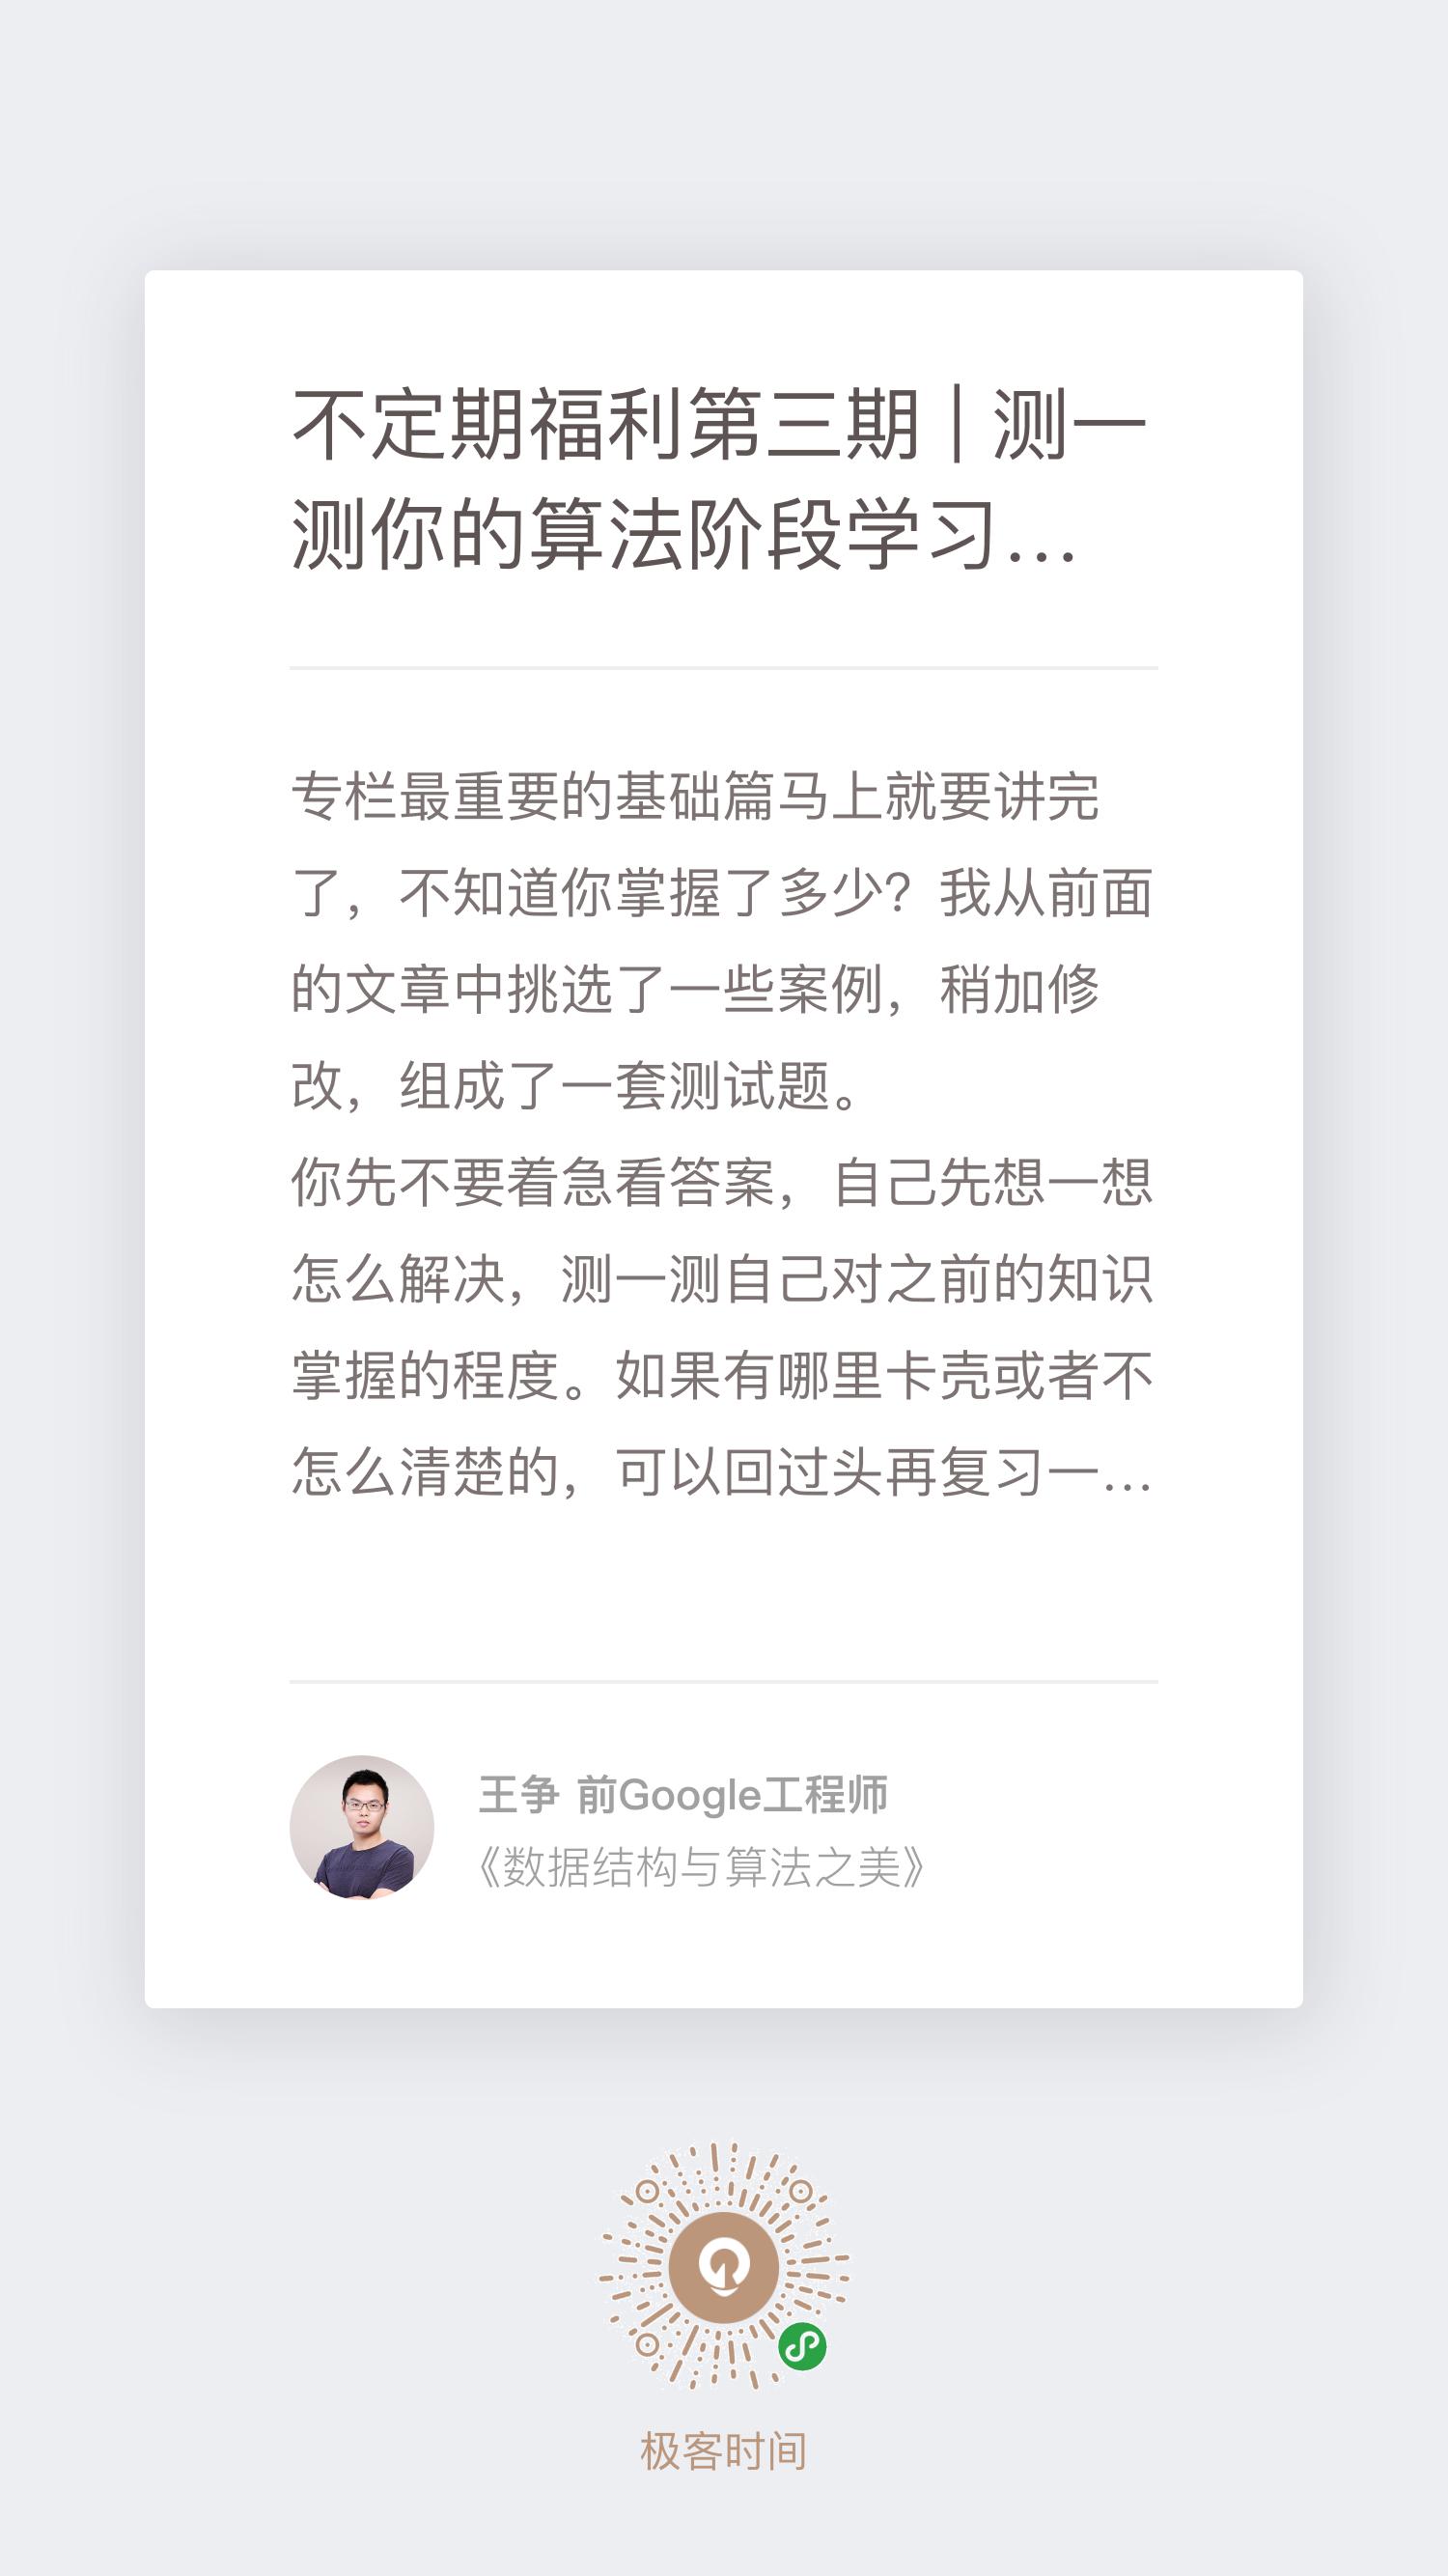 不定期福利第三期 | 测一
测你的算法阶段学习...
专栏最重要的基础篇马上就要讲完
了，不知道你掌握了多少？我从前面
的文章中挑选了一些案例，稍加修
改，组成了一套测试题。
你先不要着急看答案，自己先想一想
怎么解决，测一测自己对之前的知识
掌握的程度。如果有哪里卡壳或者不
怎么清楚的，可以回过头再复习一...
王争 前Google工程师
《数据结构与算法之美》
极客时间